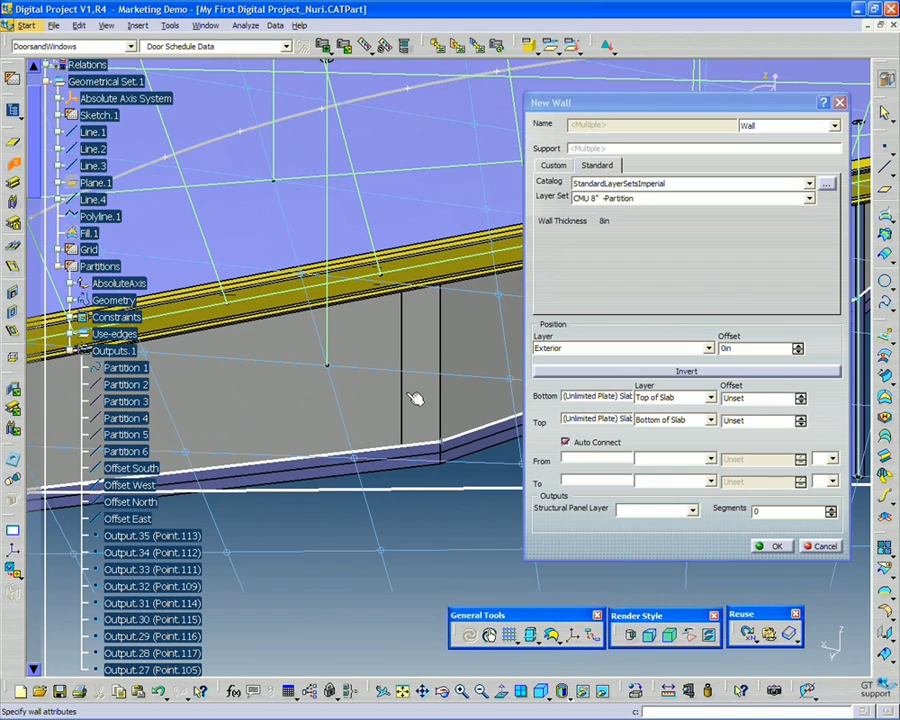 Digital Project V1,R4 - Marketing Demo - [My First Digital Project_Nuri.CATPart]
Start File Edit View Insert Tools Window Analyze Data Help
DoorsandWindows Door Schedule Data
Relations
Geometrical Set.1
Absolute Axis System
Sketch.1
Line.1
Line.2
Line.3
Plane.1
Line.4
Polyline.1
Fill.1
Grid
Partitions
AbsoluteAxis
Geometry
Constraints
Use-edges
Outputs.1
Partition 1
Partition 2
Partition 3
Partition 4
Partition 5
Partition 6
Offset South
Offset West
Offset North
Offset East
Output.35 (Point.113)
Output.34 (Point.112)
Output.33 (Point.111)
Output.32 (Point.109)
Output.31 (Point.114)
Output.30 (Point.115)
Output.29 (Point.116)
Output.28 (Point.117)
Output.27 (Point.105)
z
New Wall
Name <Multiple> Wall
Support <Multiple>
Custom Standard
Catalog StandardLayerSetsImperial ...
Layer Set CMU 8" -Partition
Wall Thickness 8in
Position
Layer Offset
Exterior 0in
Invert
Layer Offset
Bottom (Unlimited Plate) Slat Top of Slab Unset
Top (Unlimited Plate) Slat Bottom of Slab Unset
Auto Connect
From Unset
To Unset
Outputs
Structural Panel Layer Segments 0
OK Cancel
General Tools
Render Style
Reuse
z
x
GT
support
Specify wall attributes
c: